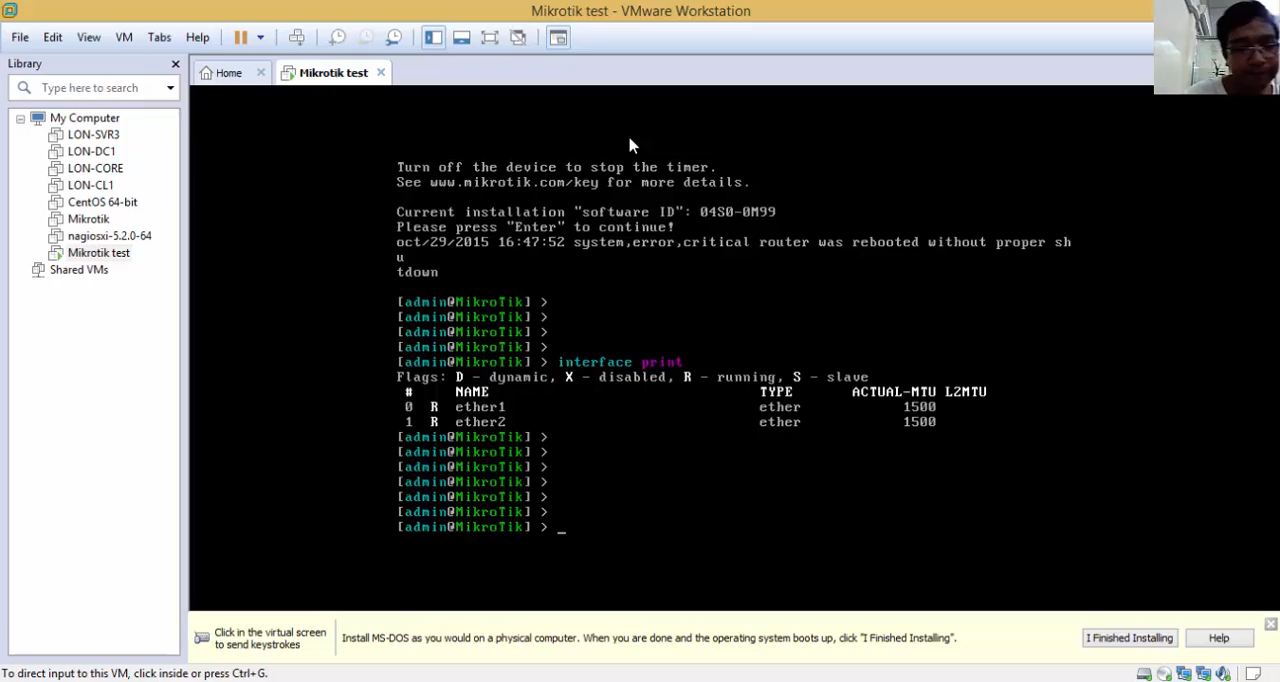 Mikrotik test - VMware Workstation
File Edit View VM Tabs Help
Library
Home
Mikrotik test
Type here to search
My Computer
LON-SVR3
LON-DC1
LON-CORE
LON-CL1
CentOS 64-bit
Mikrotik
nagiosxi-5.2.0-64
Mikrotik test
Shared VMs
Turn off the device to stop the timer.
See www.mikrotik.com/key for more details.
Current installation "software ID": 04S0-0M99
Please press "Enter" to continue!
oct/29/2015 16:47:52 system,error,critical router was rebooted without proper sh
u
tdown
[admin@MikroTik] >
[admin@MikroTik] >
[admin@MikroTik] >
[admin@MikroTik] >
[admin@MikroTik] > interface print
Flags: D - dynamic, X - disabled, R - running, S - slave
# NAME TYPE ACTUAL-MTU L2MTU
0 R ether1 ether 1500
1 R ether2 ether 1500
[admin@MikroTik] >
[admin@MikroTik] >
[admin@MikroTik] >
[admin@MikroTik] >
[admin@MikroTik] >
[admin@MikroTik] >
[admin@MikroTik] > _
Click in the virtual screen
to send keystrokes
Install MS-DOS as you would on a physical computer. When you are done and the operating system boots up, click "I Finished Installing".
I Finished Installing
Help
To direct input to this VM, click inside or press Ctrl+G.